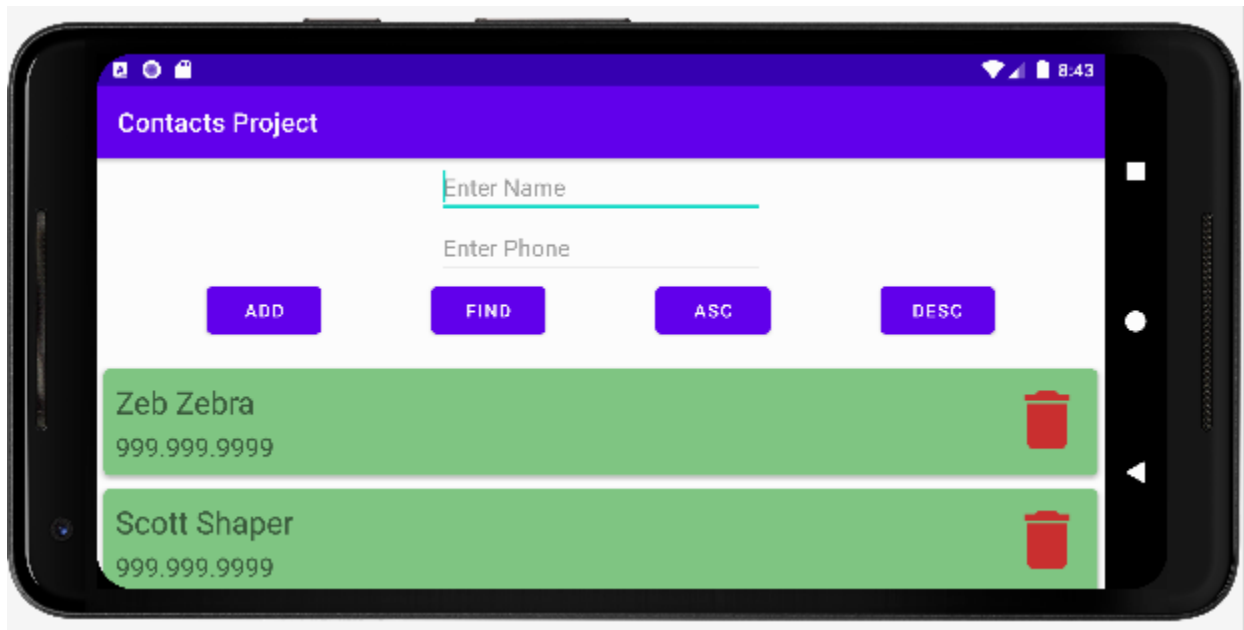 8:43
Contacts Project
Enter Name
Enter Phone
ADD FIND ASC DESC
Zeb Zebra
999.999.9999
Scott Shaper
999.999.9999